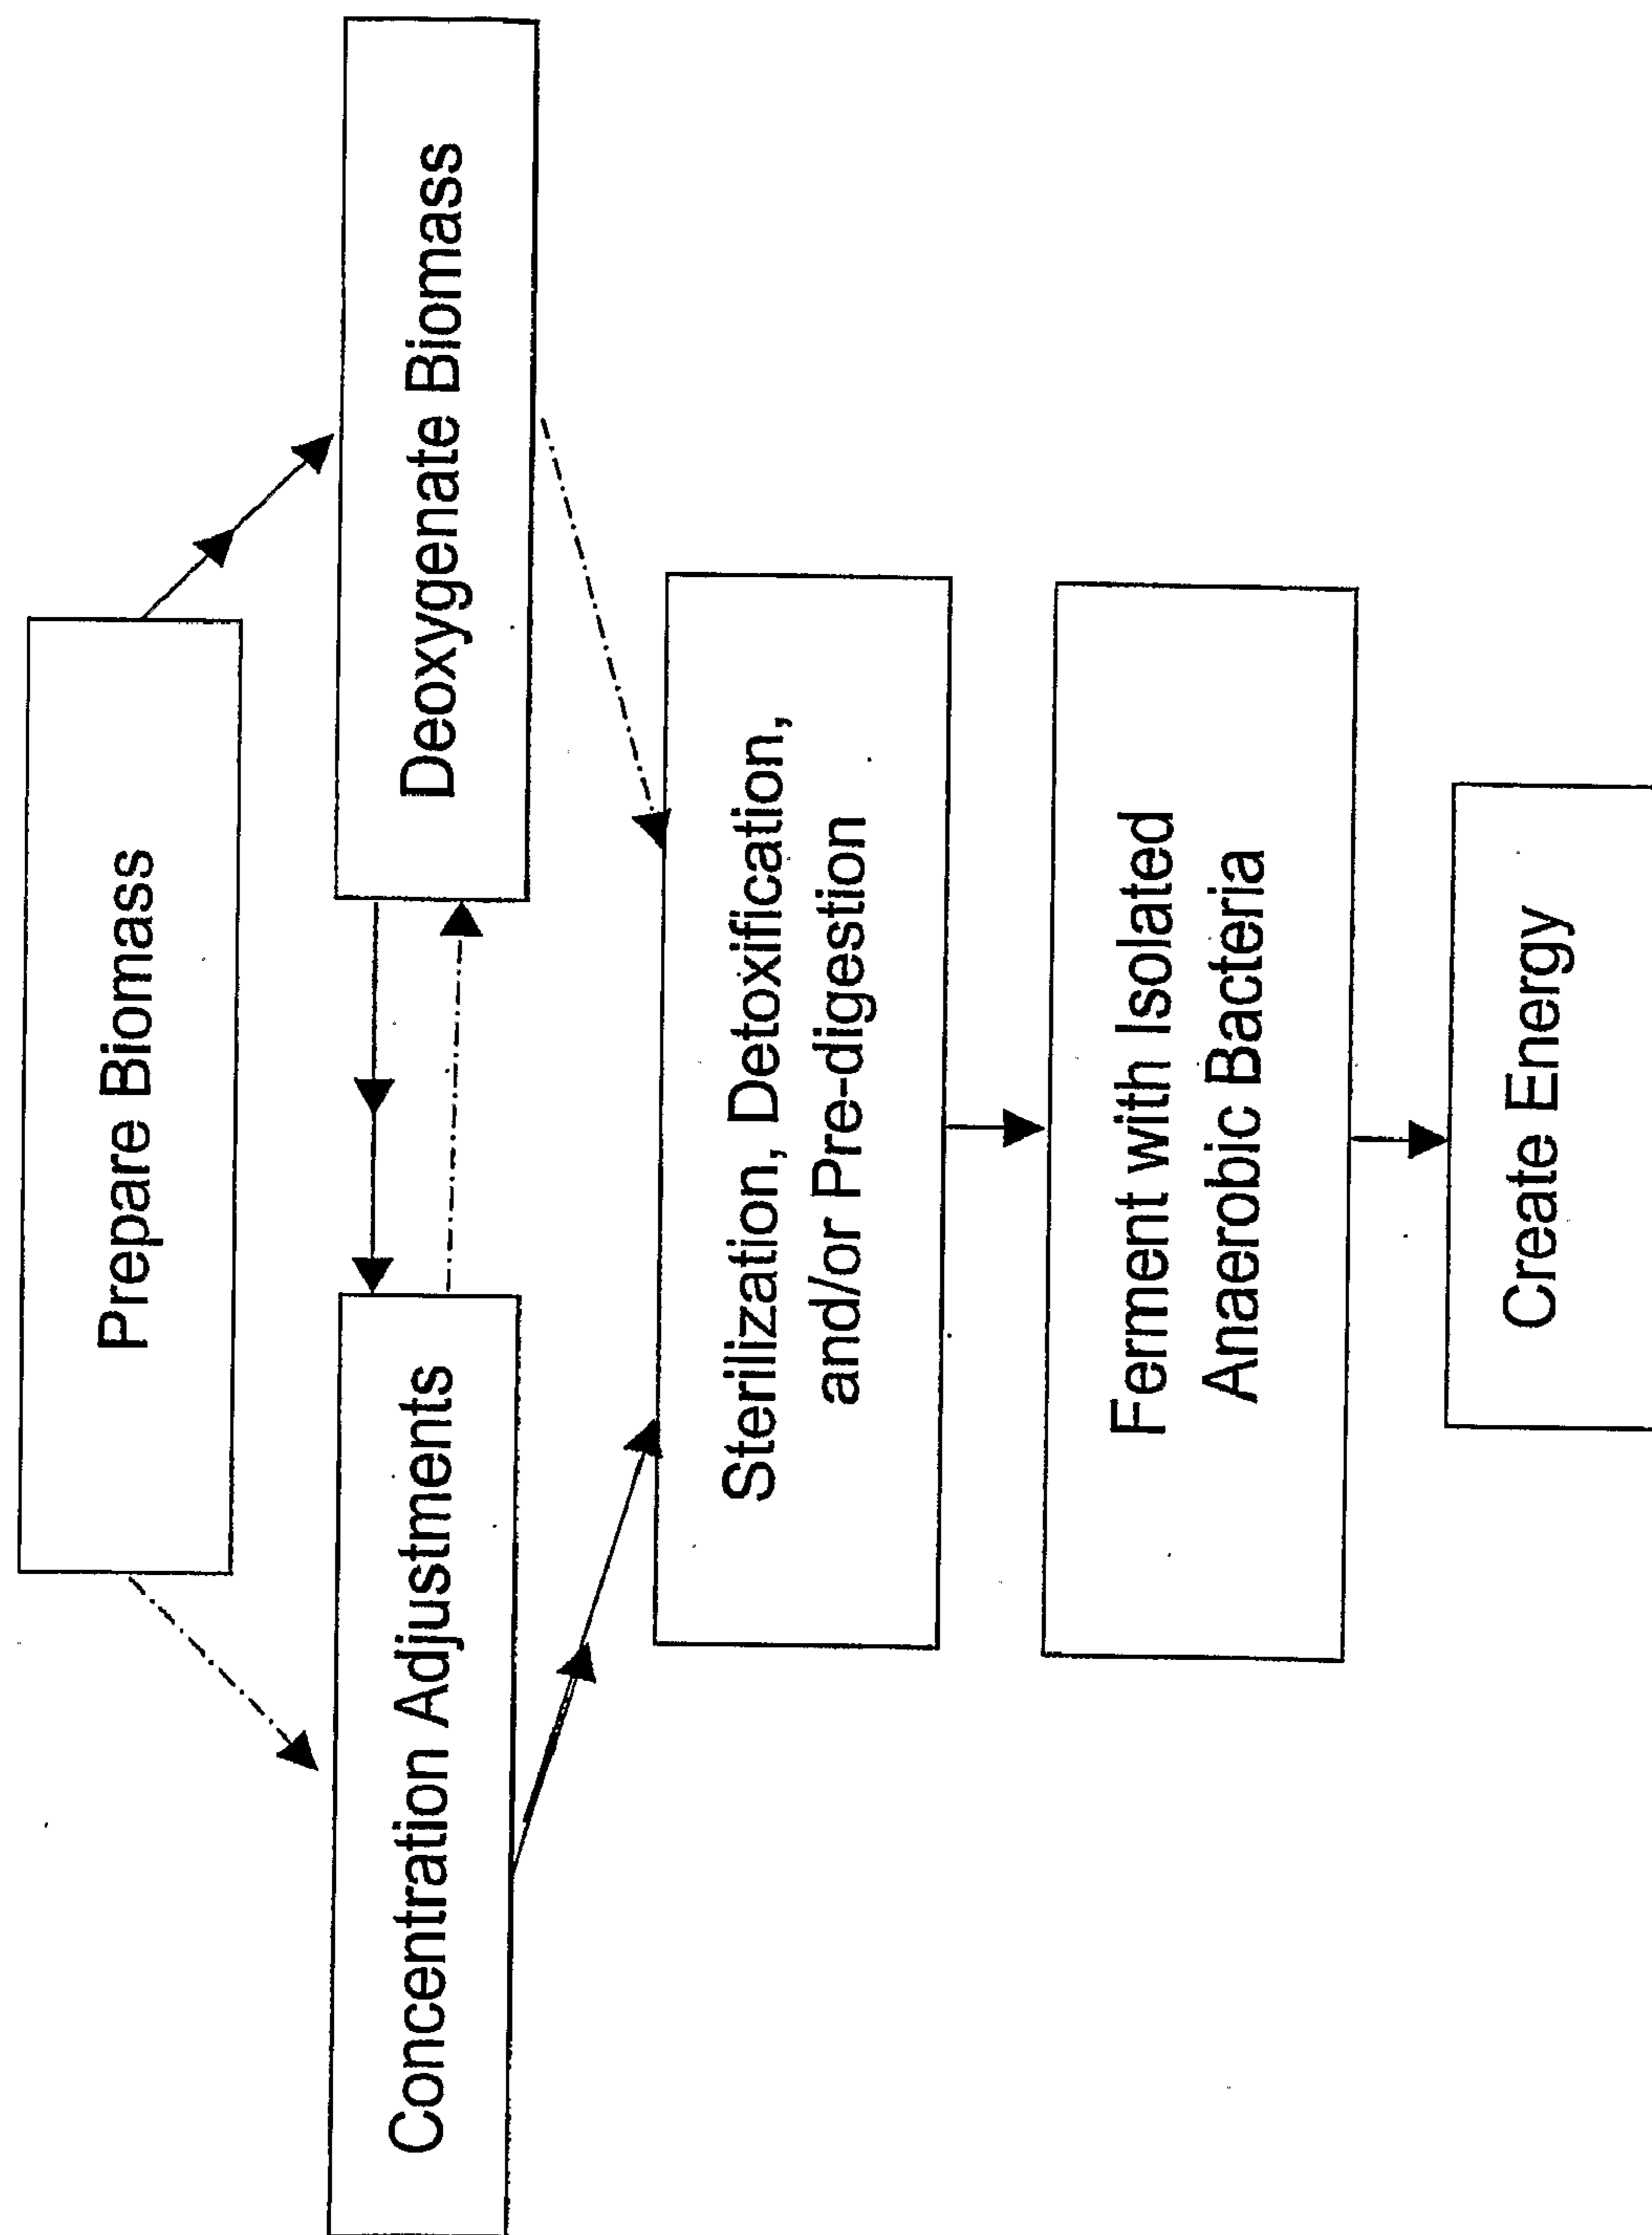 Prepare Biomass
Concentration Adjustments
Deoxygenate Biomass
Sterilization, Detoxification,
and/or Pre-digestion
Ferment with Isolated
Anaerobic Bacteria
Create Energy